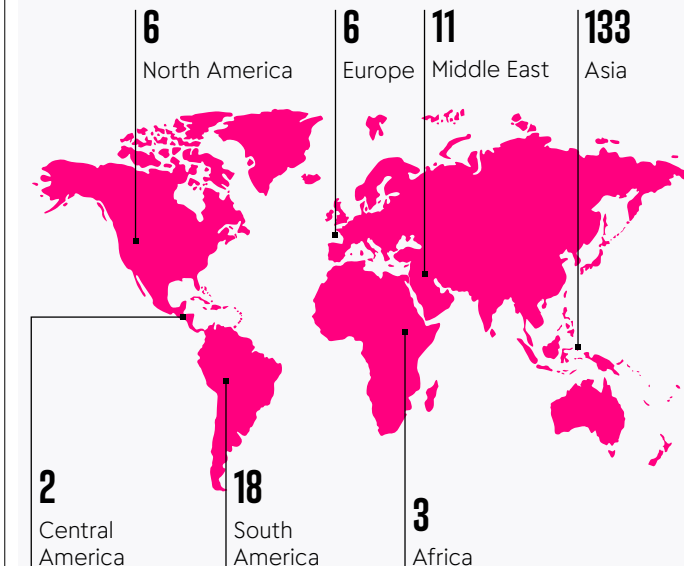 6
North America
6
Europe
11
Middle East
133
Asia
2
Central
America
18
South
America
3
Africa